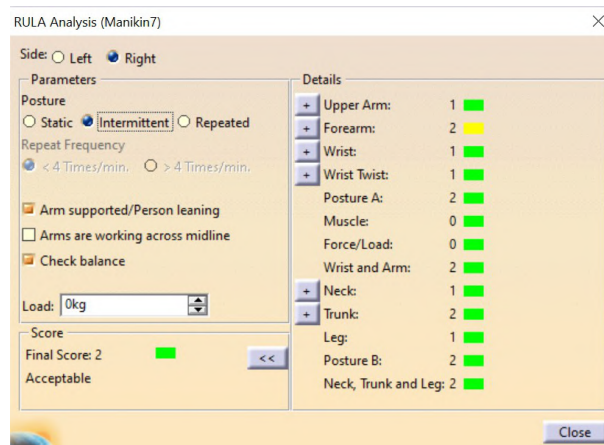 RULA Analysis (Manikin7)
Side: Left Right
Parameters
Posture
Static Intermittent Repeated
Repeat Frequency
< 4 Times/min. > 4 Times/min.
Arm supported/Person leaning
Arms are working across midline
Check balance
Load: 0kg
Score
Final Score: 2
<<
Acceptable
Details
+ Upper Arm: 1
+ Forearm: 2
+ Wrist: 1
+ Wrist Twist: 1
Posture A: 2
Muscle: 0
Force/Load: 0
Wrist and Arm: 2
+ Neck: 1
+ Trunk: 2
Leg: 1
Posture B: 2
Neck, Trunk and Leg: 2
Close